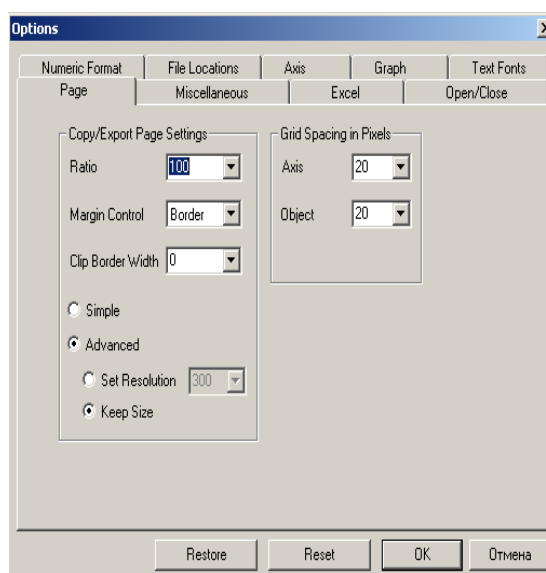 Options
Numeric Format File Locations Axis Graph Text Fonts
Page Miscellaneous Excel Open/Close
Copy/Export Page Settings Grid Spacing in Pixels
Ratio 100 Axis 20
Margin Control Border Object 20
Clip Border Width 0
Simple
Advanced
Set Resolution 300
Keep Size
Restore Reset OK Отмена